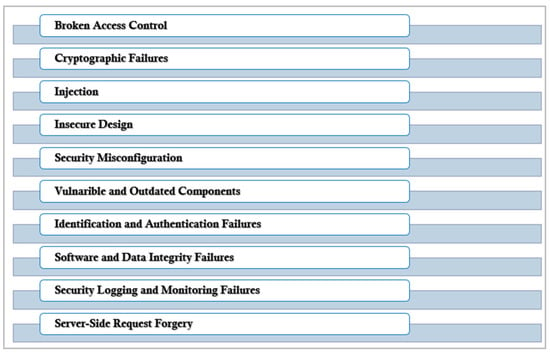 Broken Access Control
Cryptographic Failures
Injection
Insecure Design
Security Misconfiguration
Vulnarible and Outdated Components
Identification and Authentication Failures
Software and Data Integrity Failures
Security Logging and Monitoring Failures
Server-Side Request Forgery